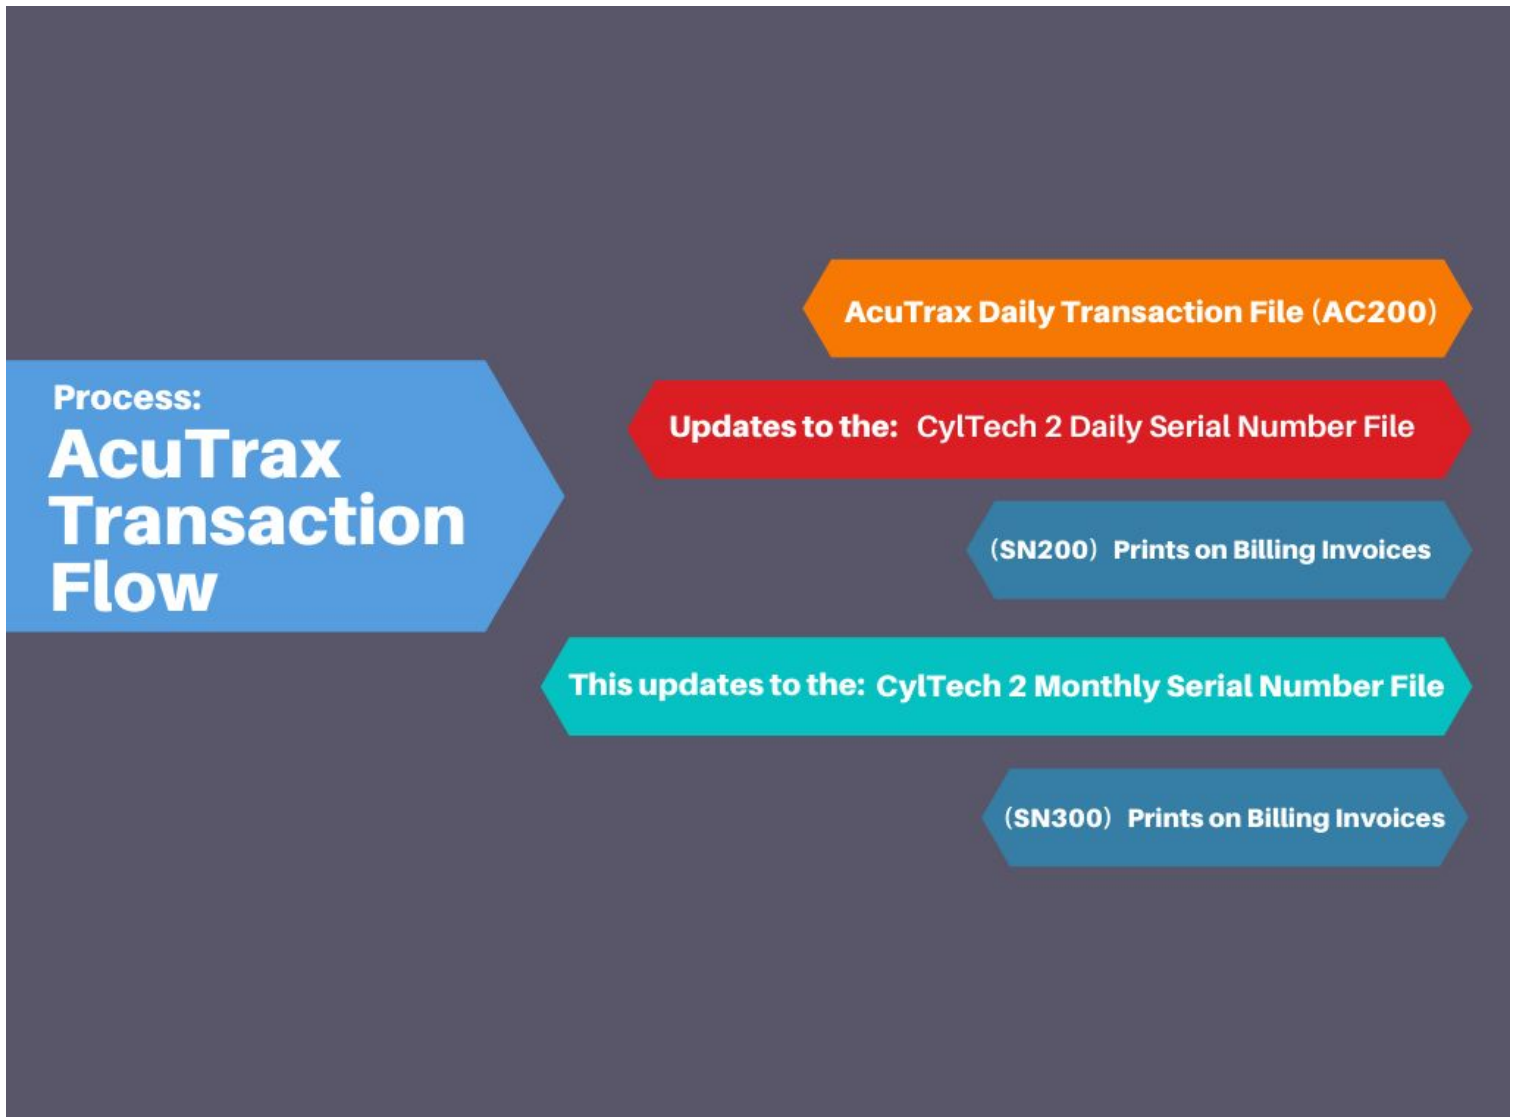 Process:
AcuTrax
Transaction
Flow
AcuTrax Daily Transaction File (AC200)
Updates to the: CylTech 2 Daily Serial Number File
(SN200) Prints on Billing Invoices
This updates to the: CylTech 2 Monthly Serial Number File
(SN300) Prints on Billing Invoices